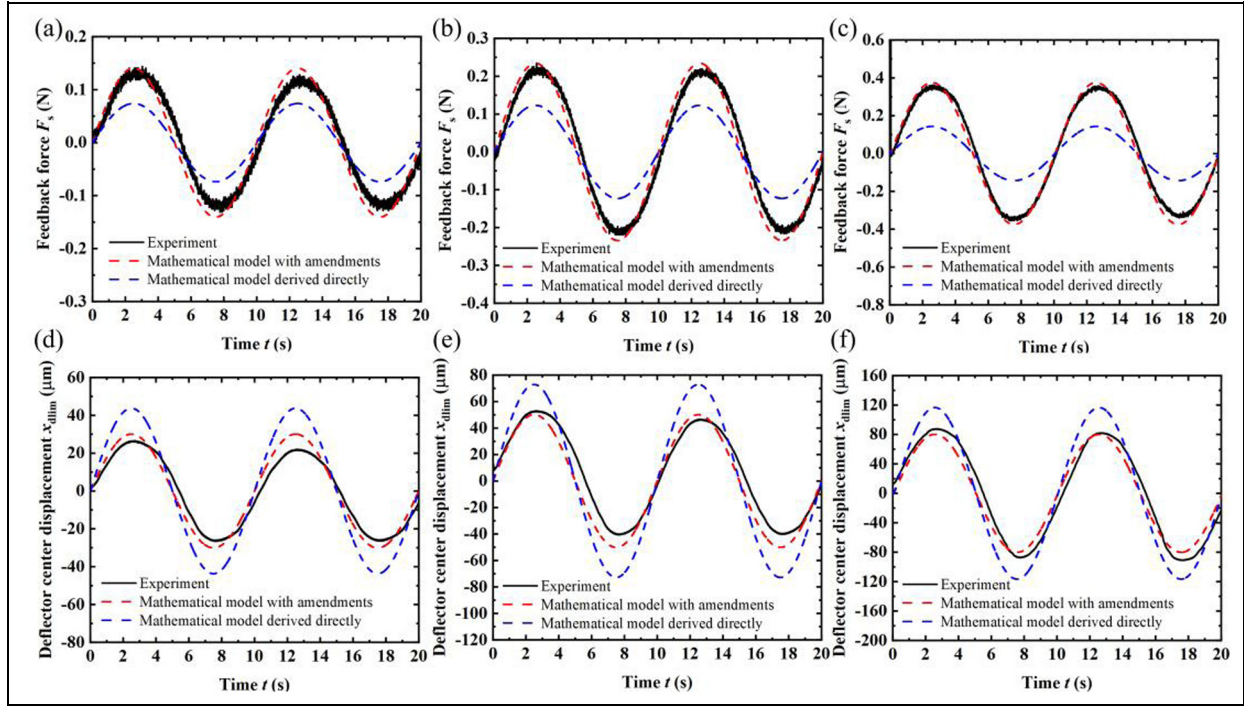 (a)
0.2
0.1
0.0
-0.1
-0.2
-0.3
Feedback force Fs (N)
Experiment
Mathematical model with amendments
Mathematical model derived directly
0 2 4 6 8 10 12 14 16 18 20
Time t (s)
(b)
0.3
0.2
0.1
0.0
-0.1
-0.2
-0.3
-0.4
Feedback force Fs (N)
Experiment
Mathematical model with amendments
Mathematical model derived directly
0 2 4 6 8 10 12 14 16 18 20
Time t (s)
(c)
0.6
0.4
0.2
0.0
-0.2
-0.4
-0.6
-0.8
Feedback force Fs (N)
Experiment
Mathematical model with amendments
Mathematical model derived directly
0 2 4 6 8 10 12 14 16 18 20
Time t (s)
(d)
60
40
20
0
-20
-40
-60
-80
Deflector center displacement xdlim (μm)
Experiment
Mathematical model with amendments
Mathematical model derived directly
0 2 4 6 8 10 12 14 16 18 20
Time t (s)
(e)
80
60
40
20
0
-20
-40
-60
-80
-100
-120
Deflector center displacement xdlim (μm)
Experiment
Mathematical model with amendments
Mathematical model derived directly
0 2 4 6 8 10 12 14 16 18 20
Time t (s)
(f)
160
120
80
40
0
-40
-80
-120
-160
-200
Deflector center displacement xdlim (μm)
Experiment
Mathematical model with amendments
Mathematical model derived directly
0 2 4 6 8 10 12 14 16 18 20
Time t (s)